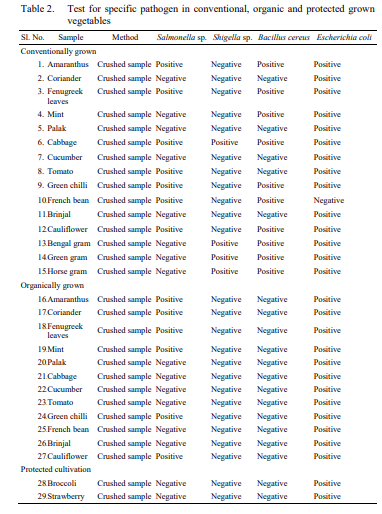 Table 2. Test for specific pathogen in conventional, organic and protected grown
vegetables
Sl. No. Sample Method Salmonella sp. Shigella sp. Bacillus cereus Escherichia coli
Conventionally grown
1. Amaranthus Crushed sample Positive Negative Positive Positive
2. Coriander Crushed sample Negative Negative Negative Positive
3. Fenugreek Crushed sample Positive Negative Positive Positive
leaves
4. Mint Crushed sample Negative Negative Positive Positive
5. Palak Crushed sample Negative Negative Negative Positive
6. Cabbage Crushed sample Positive Positive Positive Positive
7. Cucumber Crushed sample Negative Negative Negative Positive
8. Tomato Crushed sample Positive Negative Positive Positive
9. Green chilli Crushed sample Positive Negative Positive Positive
10.French bean Crushed sample Positive Negative Positive Negative
11.Brinjal Crushed sample Negative Negative Negative Positive
12.Cauliflower Crushed sample Positive Negative Positive Positive
13.Bengal gram Crushed sample Negative Positive Positive Positive
14.Green gram Crushed sample Negative Positive Positive Positive
15.Horse gram Crushed sample Negative Positive Positive Positive
Organically grown
16.Amaranthus Crushed sample Positive Negative Negative Positive
17.Coriander Crushed sample Positive Negative Negative Positive
18.Fenugreek Crushed sample Positive Negative Negative Positive
leaves
19.Mint Crushed sample Positive Negative Negative Positive
20.Palak Crushed sample Negative Negative Negative Positive
21.Cabbage Crushed sample Negative Negative Negative Positive
22.Cucumber Crushed sample Negative Negative Negative Positive
23.Tomato Crushed sample Negative Negative Negative Positive
24.Green chilli Crushed sample Positive Negative Negative Positive
25.French bean Crushed sample Negative Negative Negative Positive
26.Brinjal Crushed sample Negative Negative Negative Positive
27.Cauliflower Crushed sample Positive Negative Negative Positive
Protected cultivation
28.Broccoli Crushed sample Negative Negative Negative Positive
29.Strawberry Crushed sample Negative Negative Negative Positive